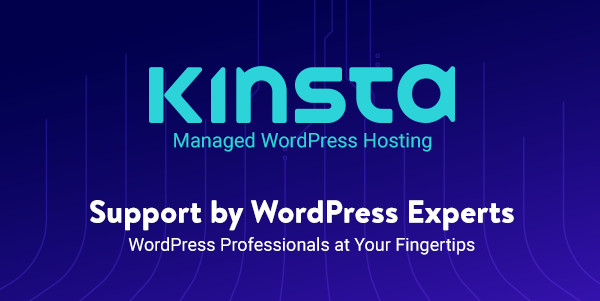 Kinsta
Managed WordPress Hosting
Support by WordPress Experts
WordPress Professionals at Your Fingertips